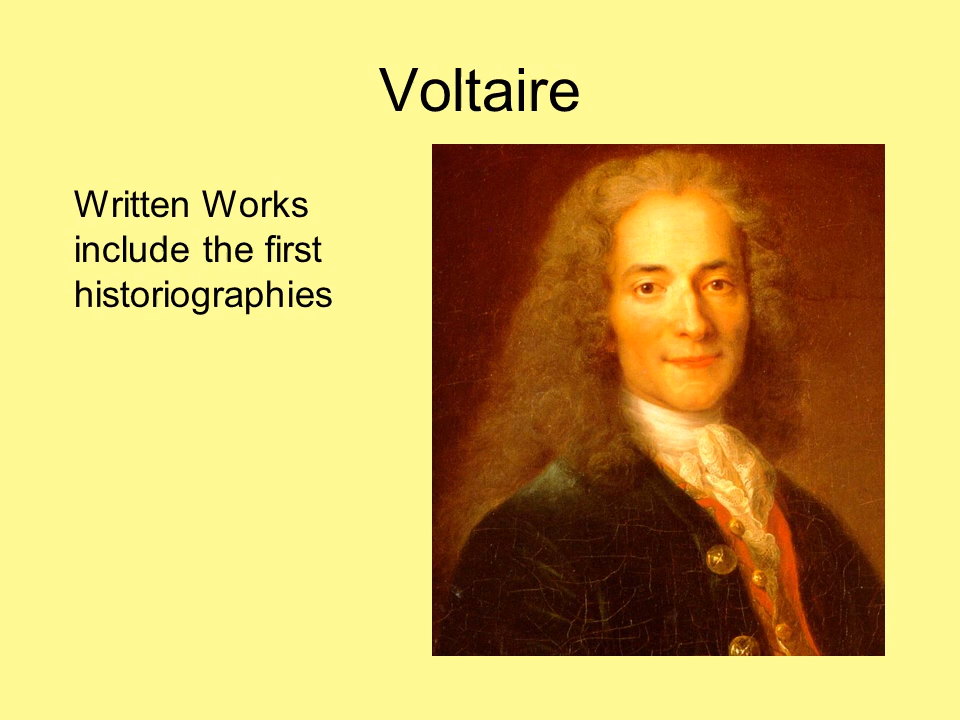 Voltaire
Written Works
include the first
historiographies